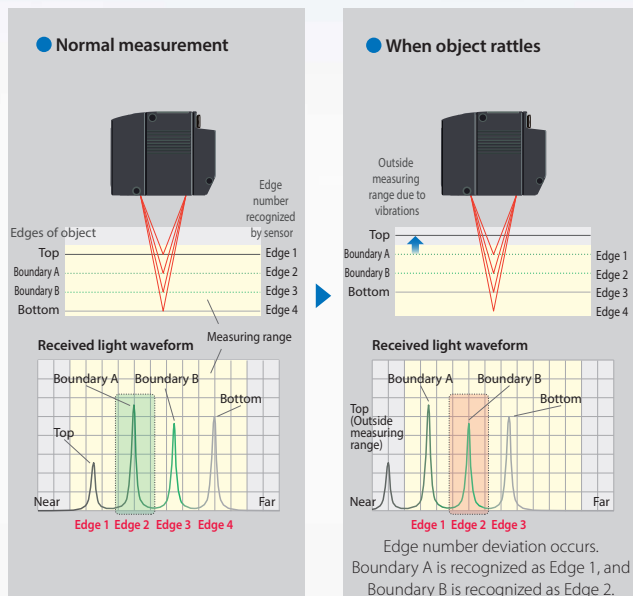 Normal measurement
Edge
number
recognized
by sensor
Edges of object
Top Edge 1
Boundary A Edge 2
Boundary B Edge 3
Bottom Edge 4
Measuring range
Received light waveform
Boundary A Boundary B
Bottom
Top
Near Far
Edge 1 Edge 2 Edge 3 Edge 4
When object rattles
Outside
measuring
range due to
vibrations
Top
Boundary A Edge 1
Boundary B Edge 2
Bottom Edge 3
Edge 4
Received light waveform
Boundary A Boundary B
Bottom
Top
(Outside
measuring
range)
Near Far
Edge 1 Edge 2 Edge 3
Edge number deviation occurs.
Boundary A is recognized as Edge 1, and
Boundary B is recognized as Edge 2.